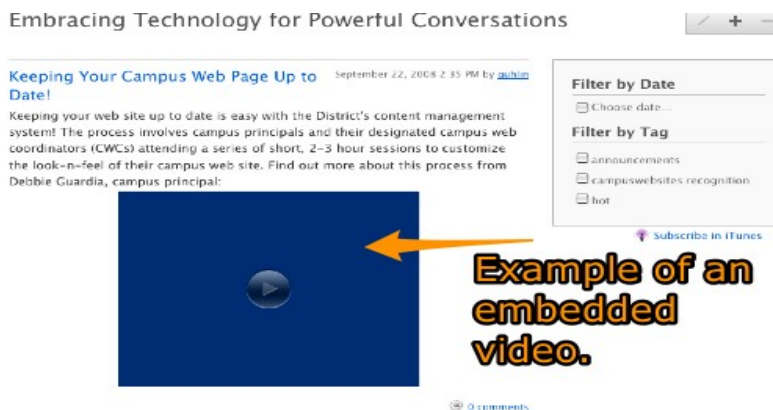 Embracing Technology for Powerful Conversations
Keeping Your Campus Web Page Up to
Date!
September 22, 2008 2:35 PM by guhlin
Keeping your web site up to date is easy with the District's content management
system! The process involves campus principals and their designated campus web
coordinators (CWCs) attending a series of short, 2-3 hour sessions to customize
the look-n-feel of their campus web site. Find out more about this process from
Debbie Guardia, campus principal:
0 comments
Filter by Date
Choose date...
Filter by Tag
announcements
campuswebsites recognition
hot
Subscribe in iTunes
Example of an
embedded
video.